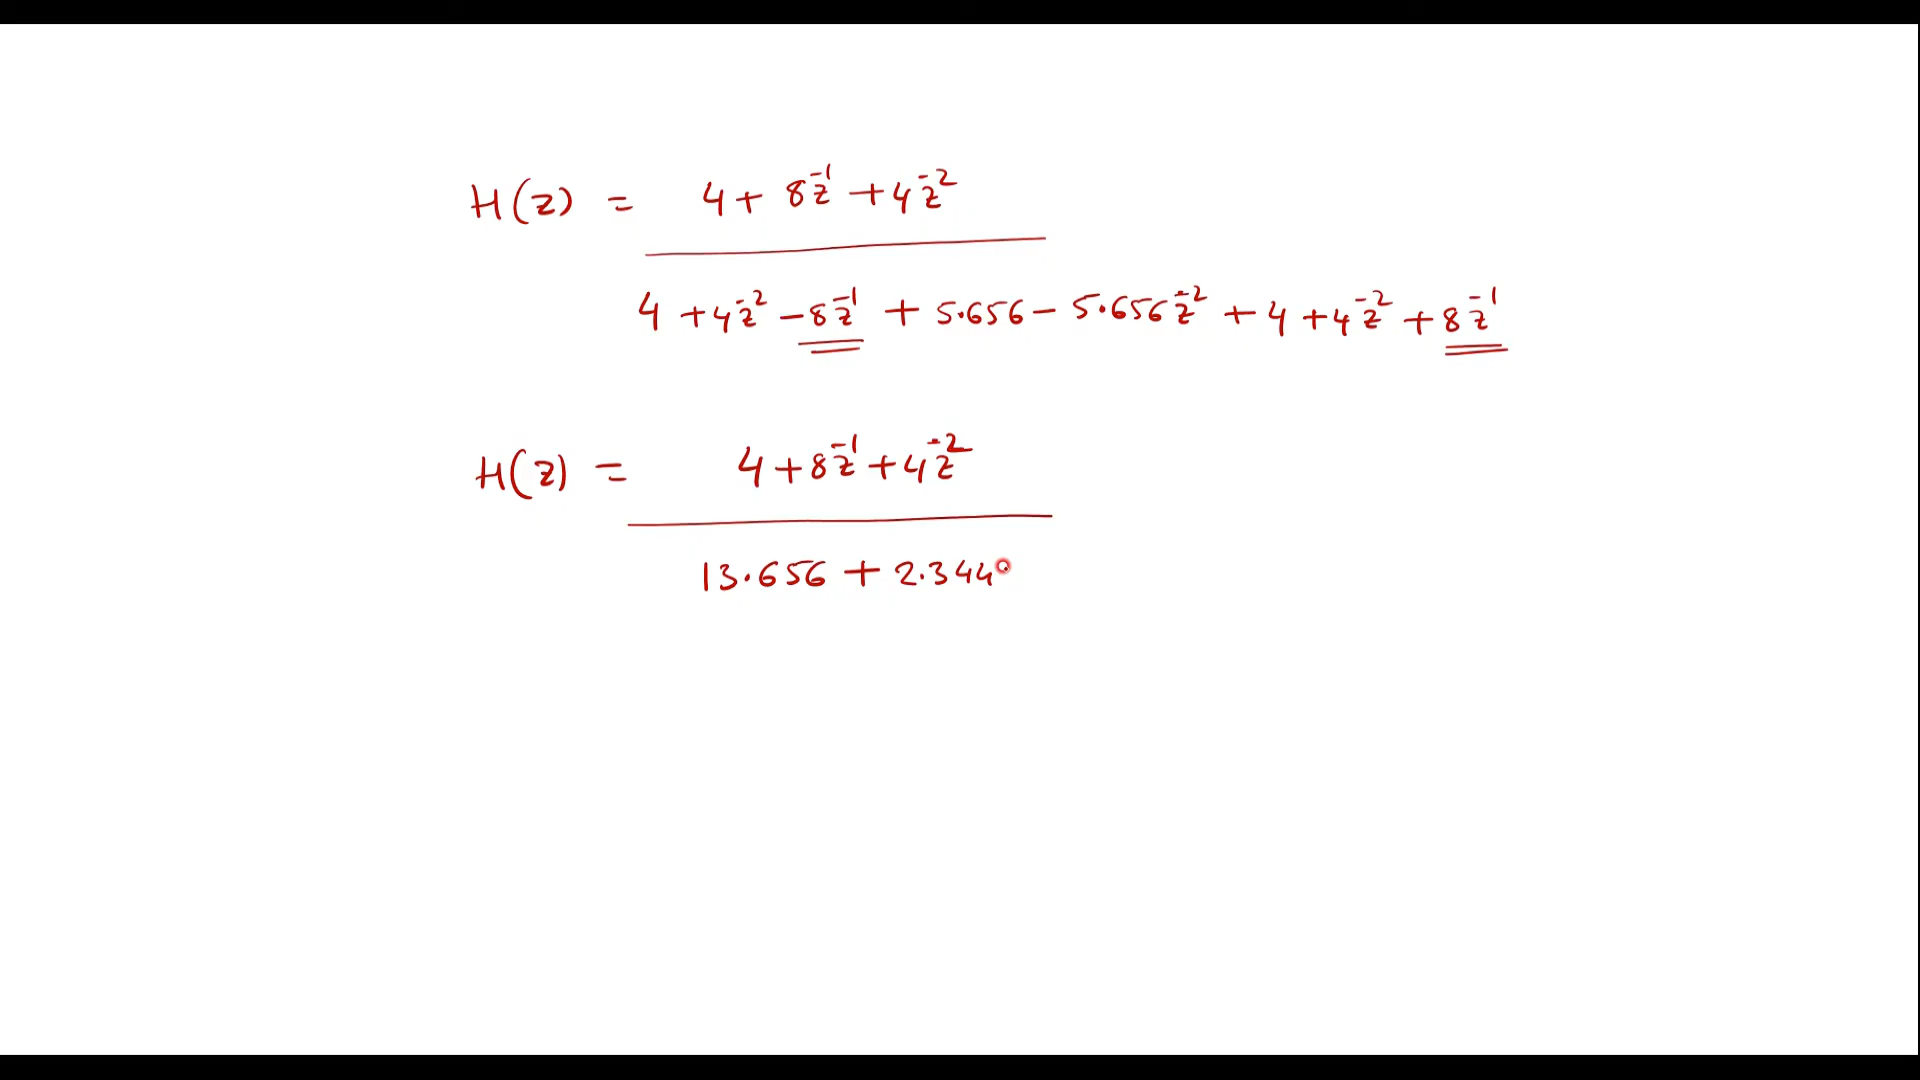 H(z) = 4 + 8z⁻¹ + 4z⁻²
4 + 4z⁻² - 8z⁻¹ + 5.656 - 5.656z⁻² + 4 + 4z⁻² + 8z⁻¹
H(z) = 4 + 8z⁻¹ + 4z⁻²
13.656 + 2.344